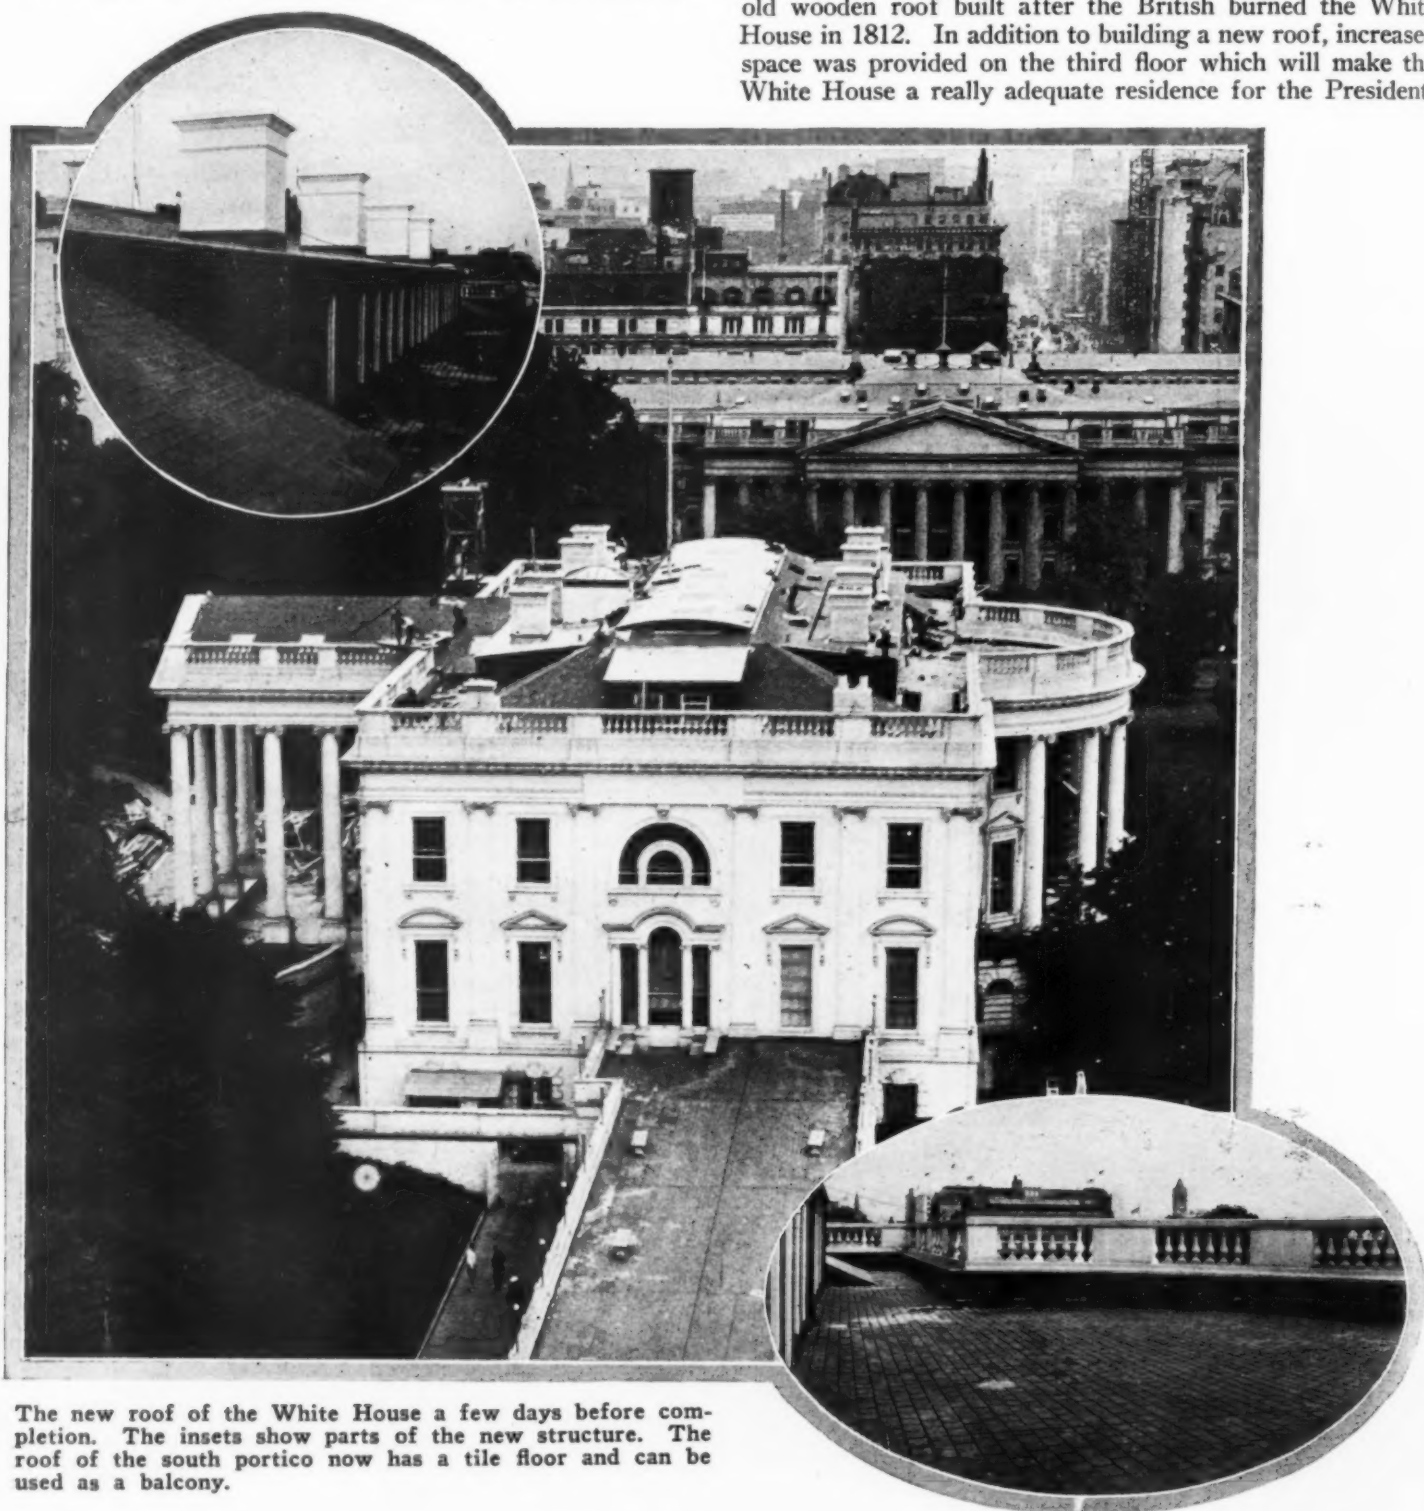 old wooden roof built after the British burned the Whit
House in 1812. In addition to building a new roof, increase
space was provided on the third floor which will make th
White House a really adequate residence for the President
The new roof of the White House a few days before com-
pletion. The insets show parts of the new structure. The
roof of the south portico now has a tile floor and can be
used as a balcony.